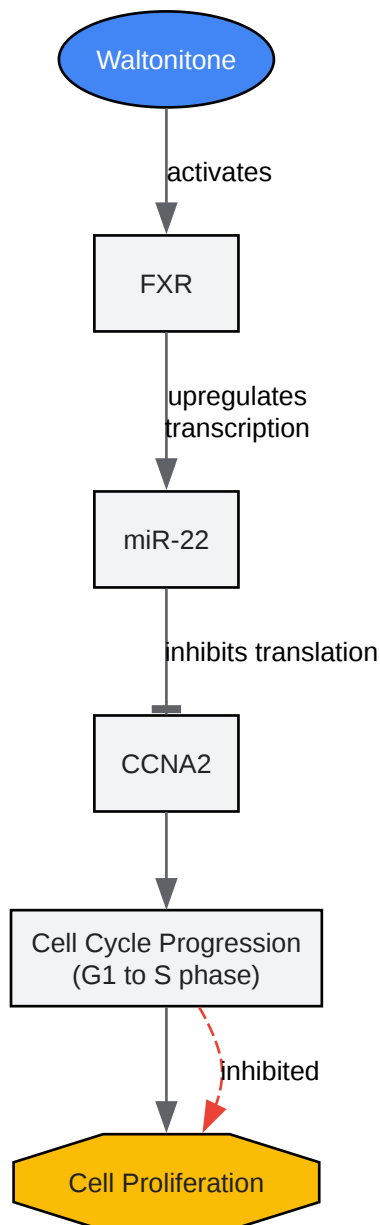 Waltonitone
activates
FXR
upregulates
transcription
miR-22
inhibits translation
CCNA2
Cell Cycle Progression
(G1 to S phase)
inhibited
Cell Proliferation